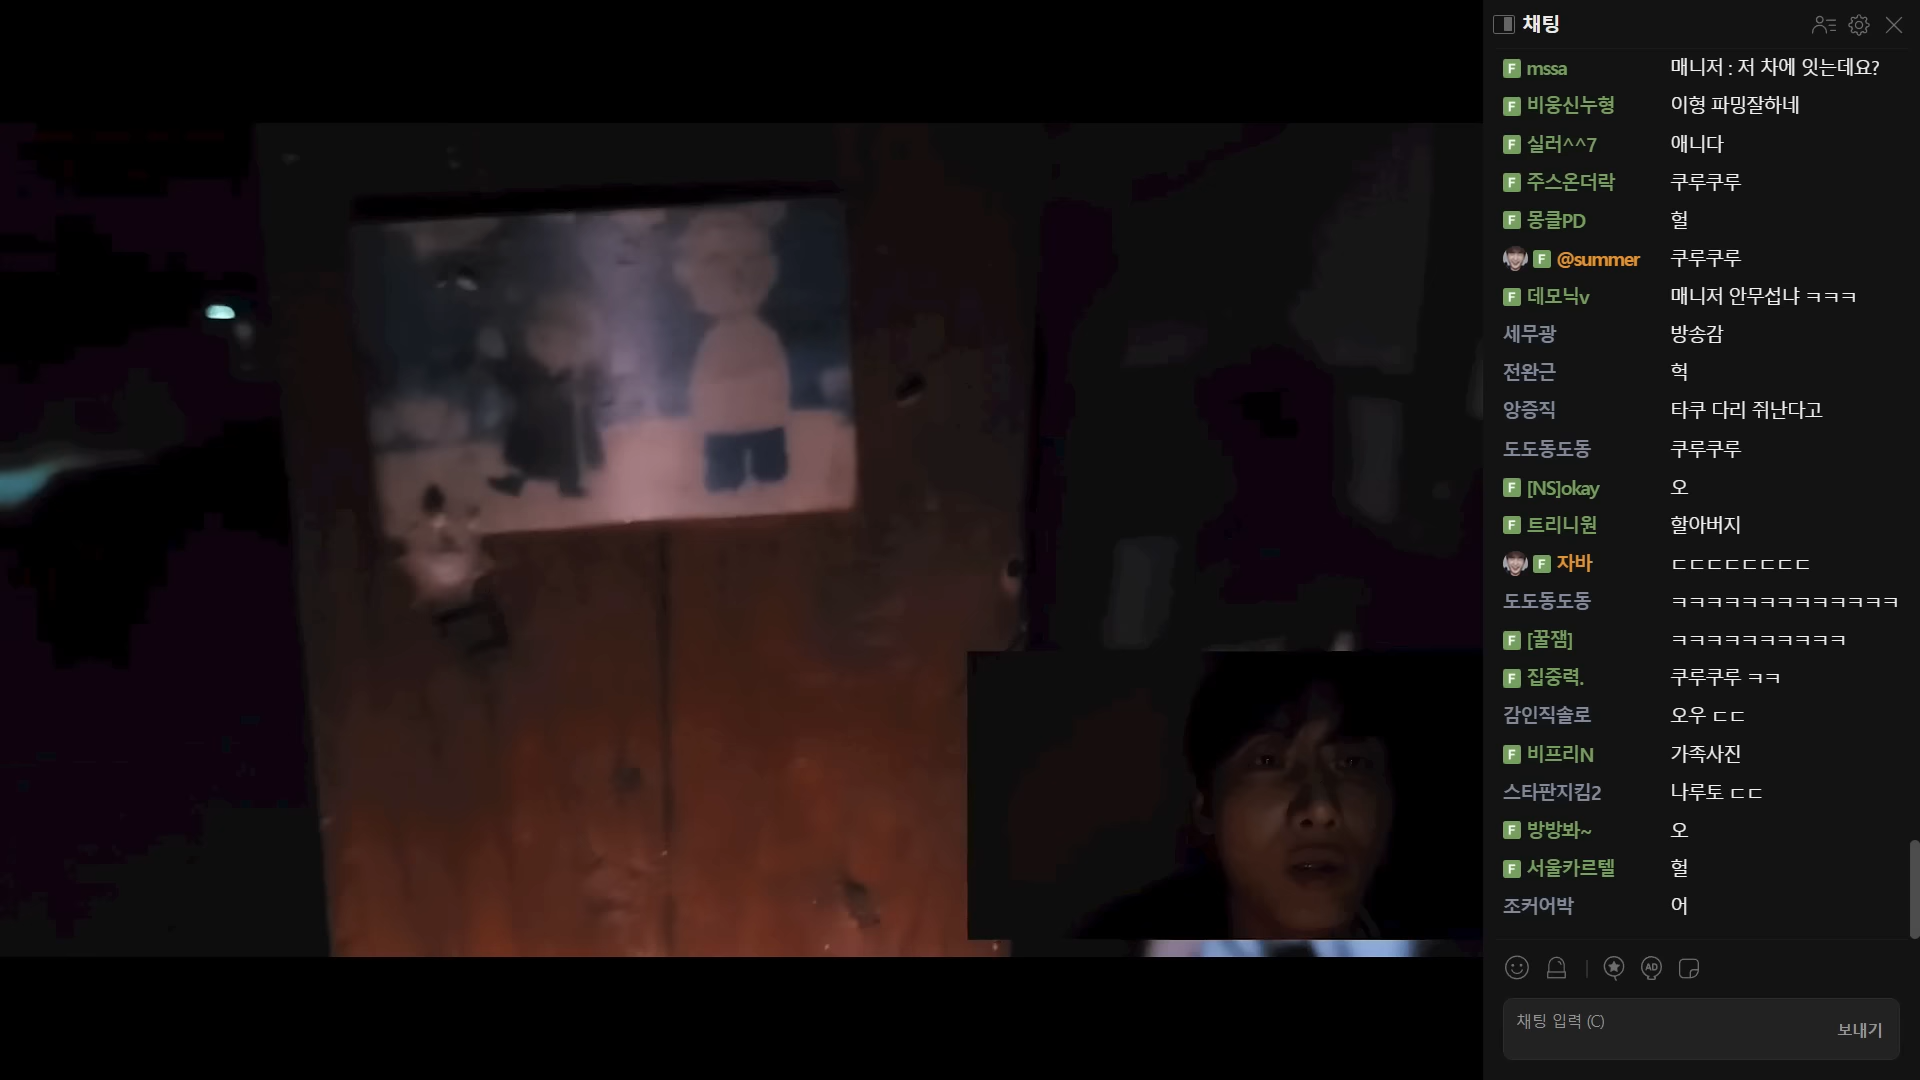 채팅
F mssa 매니저 : 저 차에 잇는데요?
F 비웅신누형 이형 파밍잘하네
F 실러^^7 애니다
F 주스온더락 쿠루쿠루
F 몽클PD 헐
F @summer 쿠루쿠루
F 데모닉v 매니저 안무섭냐 ㅋㅋㅋ
세무광 방송감
전완근 헉
앙증직 타쿠 다리 쥐난다고
도도동도동 쿠루쿠루
F [NS]okay 오
F 트리니원 할아버지
F 자바 ㄷㄷㄷㄷㄷㄷㄷㄷ
도도동도동 ㅋㅋㅋㅋㅋㅋㅋㅋㅋㅋㅋㅋㅋ
F [꿀잼] ㅋㅋㅋㅋㅋㅋㅋㅋㅋㅋ
F 집중력. 쿠루쿠루 ㅋㅋ
감인직솔로 오우 ㄷㄷ
F 비프리N 가족사진
스타판지킴2 나루토 ㄷㄷ
F 방방봐~ 오
F 서울카르텔 헐
조커어박 어
AD
채팅 입력 (C)
보내기